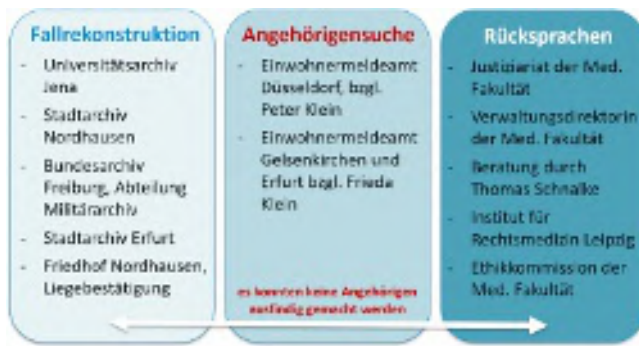 Fallrekonstruktion
- Universitätsarchiv
Jena
- Stadtarchiv
Nordhausen
- Bundesarchiv
Freiburg, Abteilung
Militärarchiv
- Stadtarchiv Erfurt
- Friedhof Nordhausen,
Liegebestätigung
Angehörigensuche
- Einwohnermeldeamt
Düsseldorf, bzgl.
Peter Klein
- Einwohnermeldeamt
Gelsenkirchen und
Erfurt bzgl. Frieda
Klein
es konnten keine Angehörigen
ausfindig gemacht werden
Rücksprachen
- Justiziariat der Med.
Fakultät
- Verwaltungsdirektorin
der Med. Fakultät
- Beratung durch
Thomas Schnalke
- Institut für
Rechtsmedizin Leipzig
- Ethikkommission der
Med. Fakultät